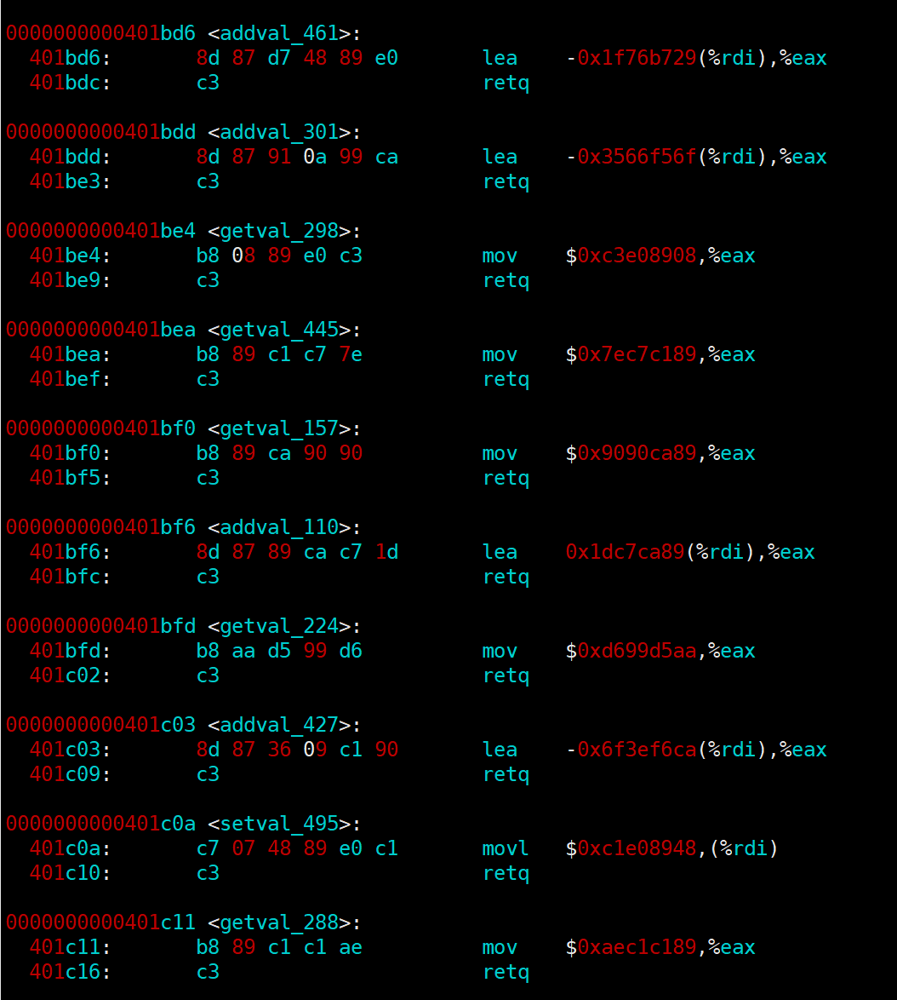 0000000000401bd6 <addval_461>:
401bd6: 8d 87 d7 48 89 e0 lea -0x1f76b729(%rdi),%eax
401bdc: c3 retq
0000000000401bdd <addval_301>:
401bdd: 8d 87 91 0a 99 ca lea -0x3566f56f(%rdi),%eax
401be3: c3 retq
0000000000401be4 <getval_298>:
401be4: b8 08 89 e0 c3 mov $0xc3e08908,%eax
401be9: c3 retq
0000000000401bea <getval_445>:
401bea: b8 89 c1 c7 7e mov $0x7ec7c189,%eax
401bef: c3 retq
0000000000401bf0 <getval_157>:
401bf0: b8 89 ca 90 90 mov $0x9090ca89,%eax
401bf5: c3 retq
0000000000401bf6 <addval_110>:
401bf6: 8d 87 89 ca c7 1d lea 0x1dc7ca89(%rdi),%eax
401bfc: c3 retq
0000000000401bfd <getval_224>:
401bfd: b8 aa d5 99 d6 mov $0xd699d5aa,%eax
401c02: c3 retq
0000000000401c03 <addval_427>:
401c03: 8d 87 36 09 c1 90 lea -0x6f3ef6ca(%rdi),%eax
401c09: c3 retq
0000000000401c0a <setval_495>:
401c0a: c7 07 48 89 e0 c1 movl $0xc1e08948,(%rdi)
401c10: c3 retq
0000000000401c11 <getval_288>:
401c11: b8 89 c1 c1 ae mov $0xaec1c189,%eax
401c16: c3 retq